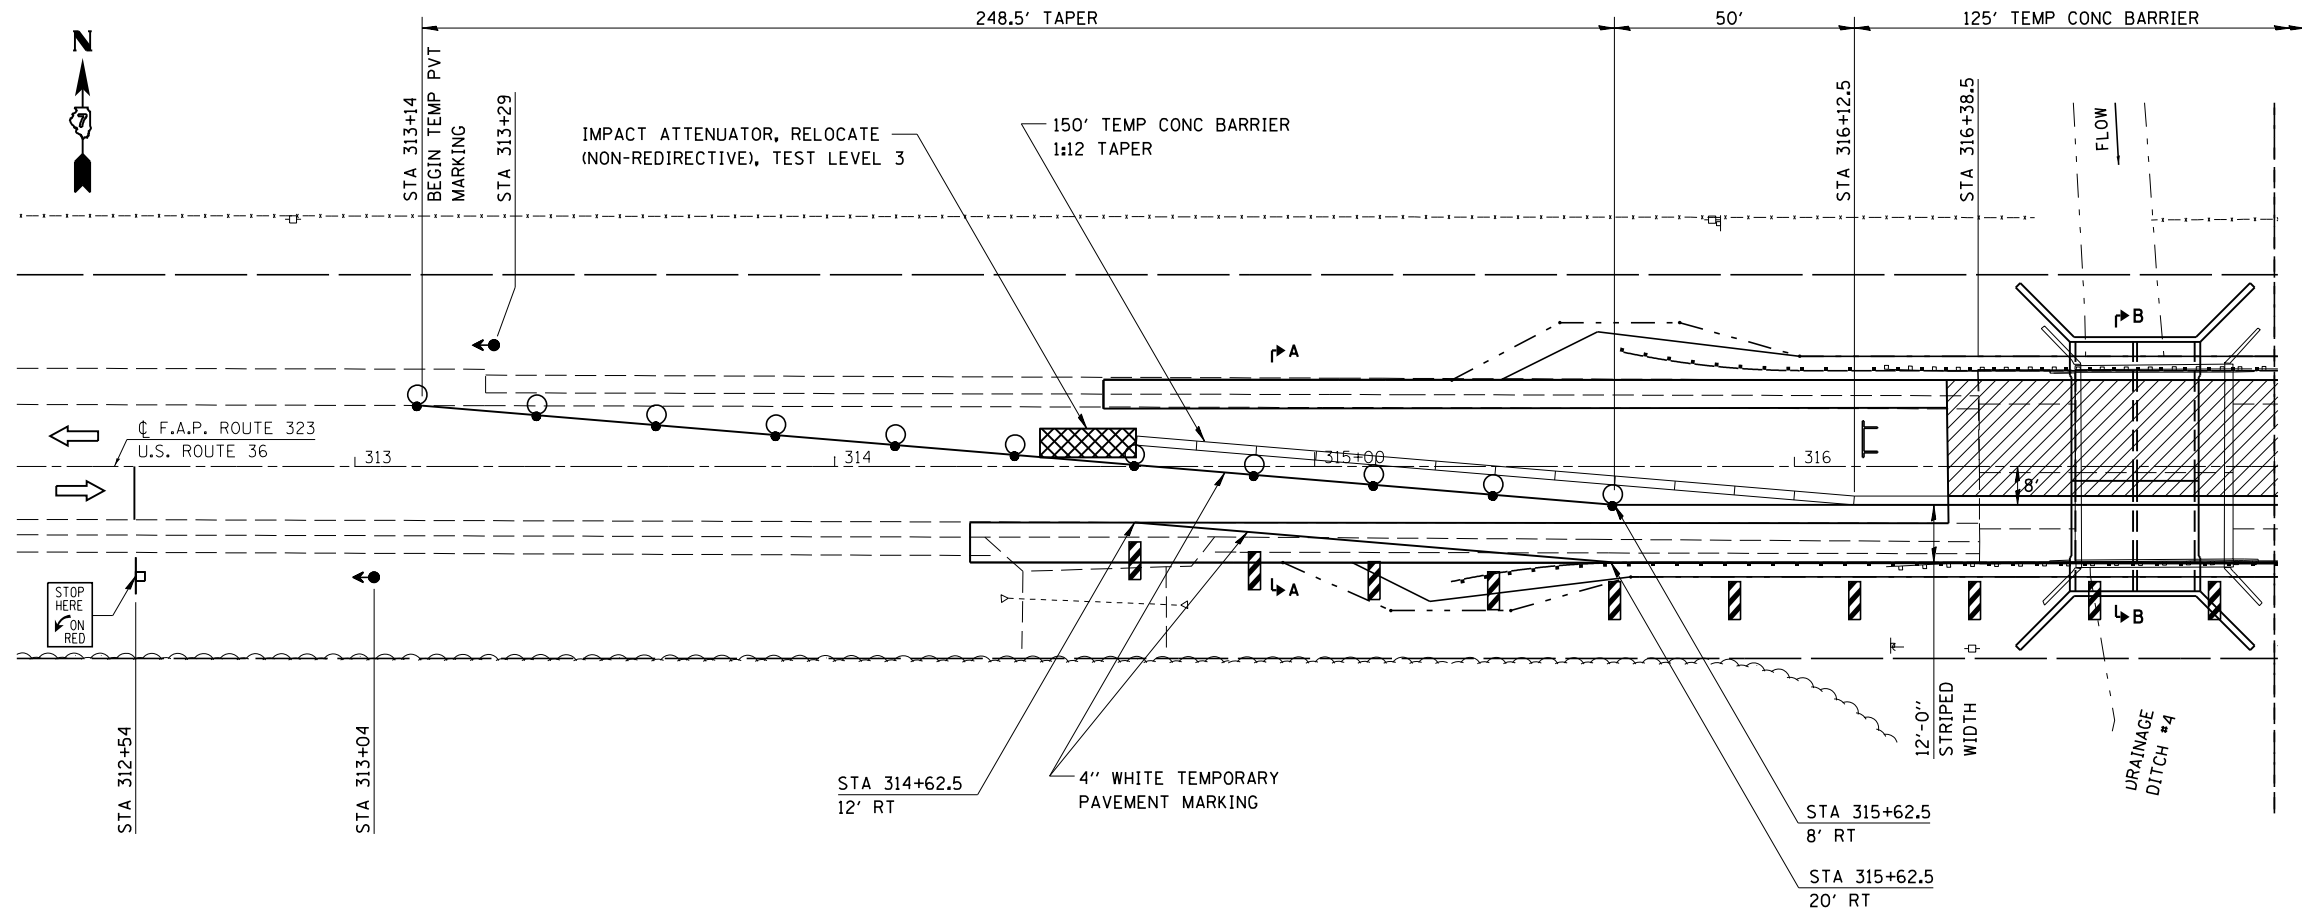 248.5' TAPER
50'
125' TEMP CONC BARRIER
N
7
STA 313+14
BEGIN TEMP PVT
MARKING
STA 313+29
IMPACT ATTENUATOR, RELOCATE
(NON-REDIRECTIVE), TEST LEVEL 3
150' TEMP CONC BARRIER
1:12 TAPER
STA 316+12.5
STA 316+38.5
FLOW
A
B
℄ F.A.P. ROUTE 323
U.S. ROUTE 36
313
314
315+00
316
8'
STOP
HERE
ON
RED
A
B
STA 312+54
STA 313+04
STA 314+62.5
12' RT
4'' WHITE TEMPORARY
PAVEMENT MARKING
12'-0''
STRIPED
WIDTH
DRAINAGE
DITCH #4
STA 315+62.5
8' RT
STA 315+62.5
20' RT